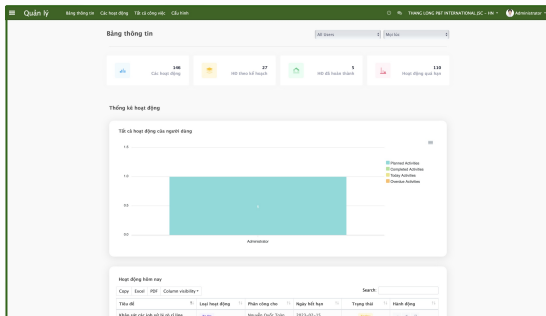 Quản lý Bảng thông tin Các hoạt động Tất cả công việc Cấu Hình THANG LONG P&T INTERNATIONAL JSC – HN Administrator
Bảng thông tin All Users Mọi lúc
146
Các hoạt động
27
HH theo kế hoạch
5
HH đã hoàn thành
110
Hoạt động quá hạn
Thống kê hoạt động
Tất cả hoạt động của người dùng
1.5
1.0
0.5
0.0
Administrator
Planned Activities
Completed Activities
Today Activities
Overdue Activities
Hoạt động hôm nay
Copy Excel PDF Column visibility Search:
Tiêu đề Loại hoạt động Phân công cho Ngày hết hạn Trạng thái Hành động